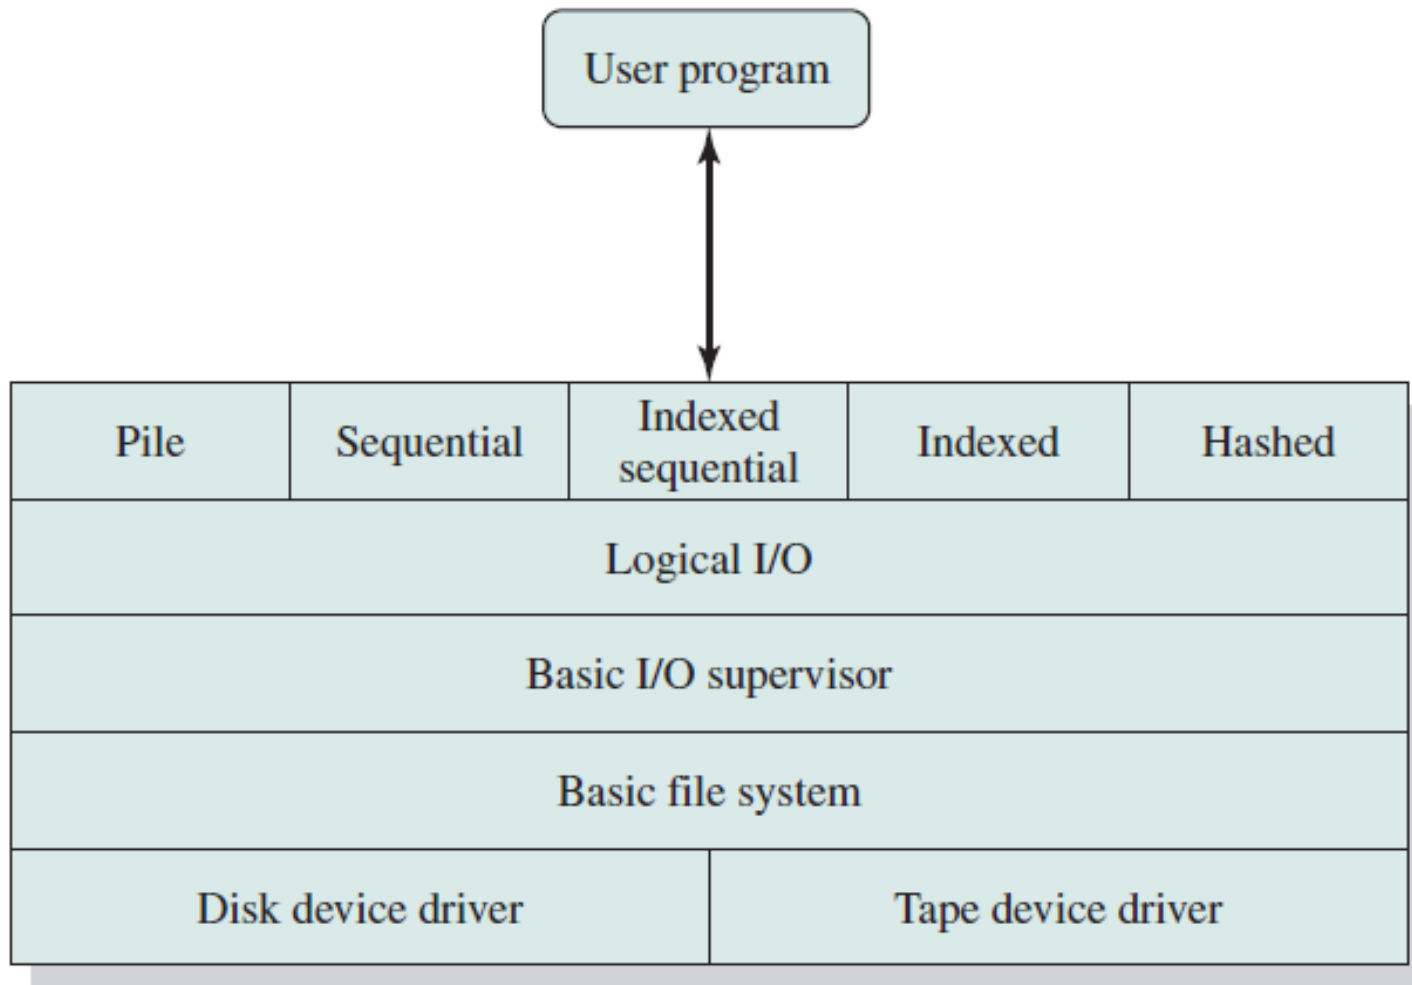 User program
Pile
Sequential
Indexed
sequential
Indexed
Hashed
Logical I/O
Basic I/O supervisor
Basic file system
Disk device driver
Tape device driver